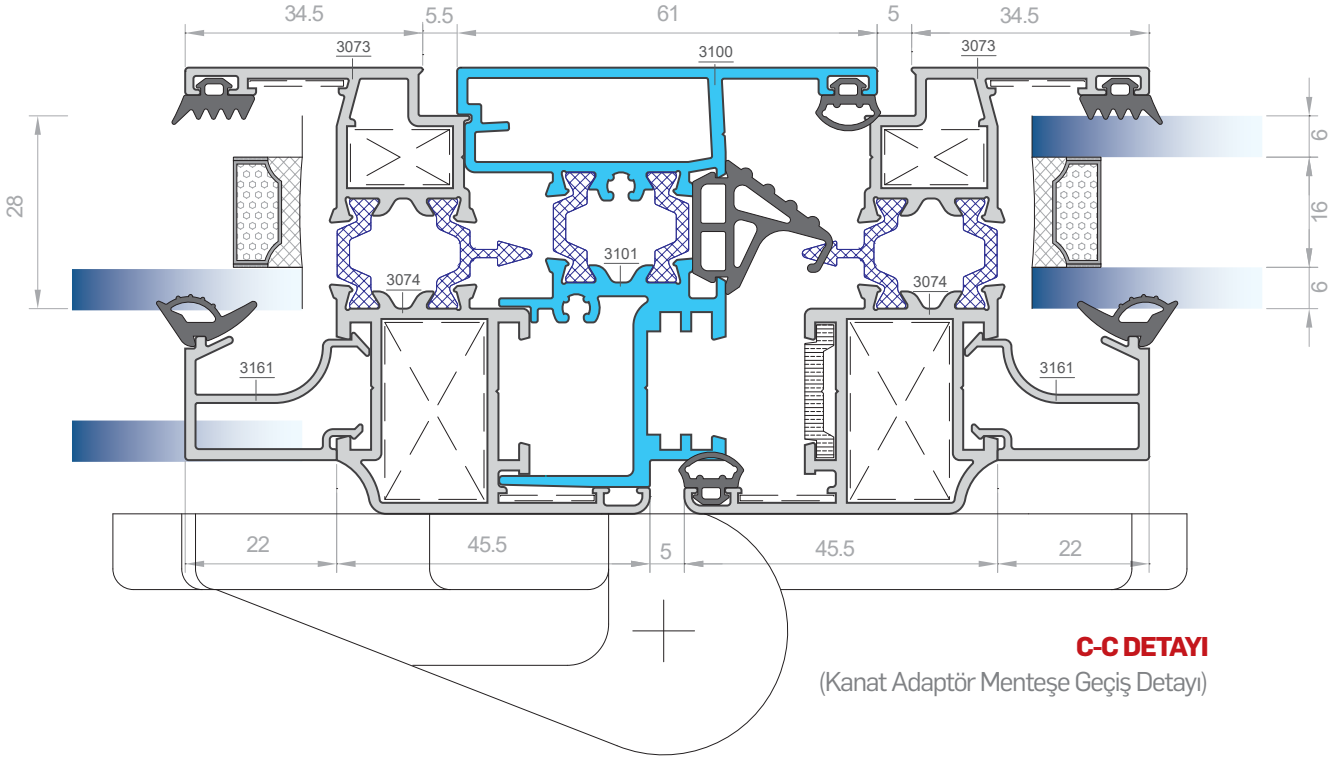 34.5 5.5 61 5 34.5
3073 3100 3073
6
28 16
3101
3074 3074
6
3161 3161
22 45.5 5 45.5 22
C-C DETAYI
(Kanat Adaptör Menteşe Geçiş Detayı)